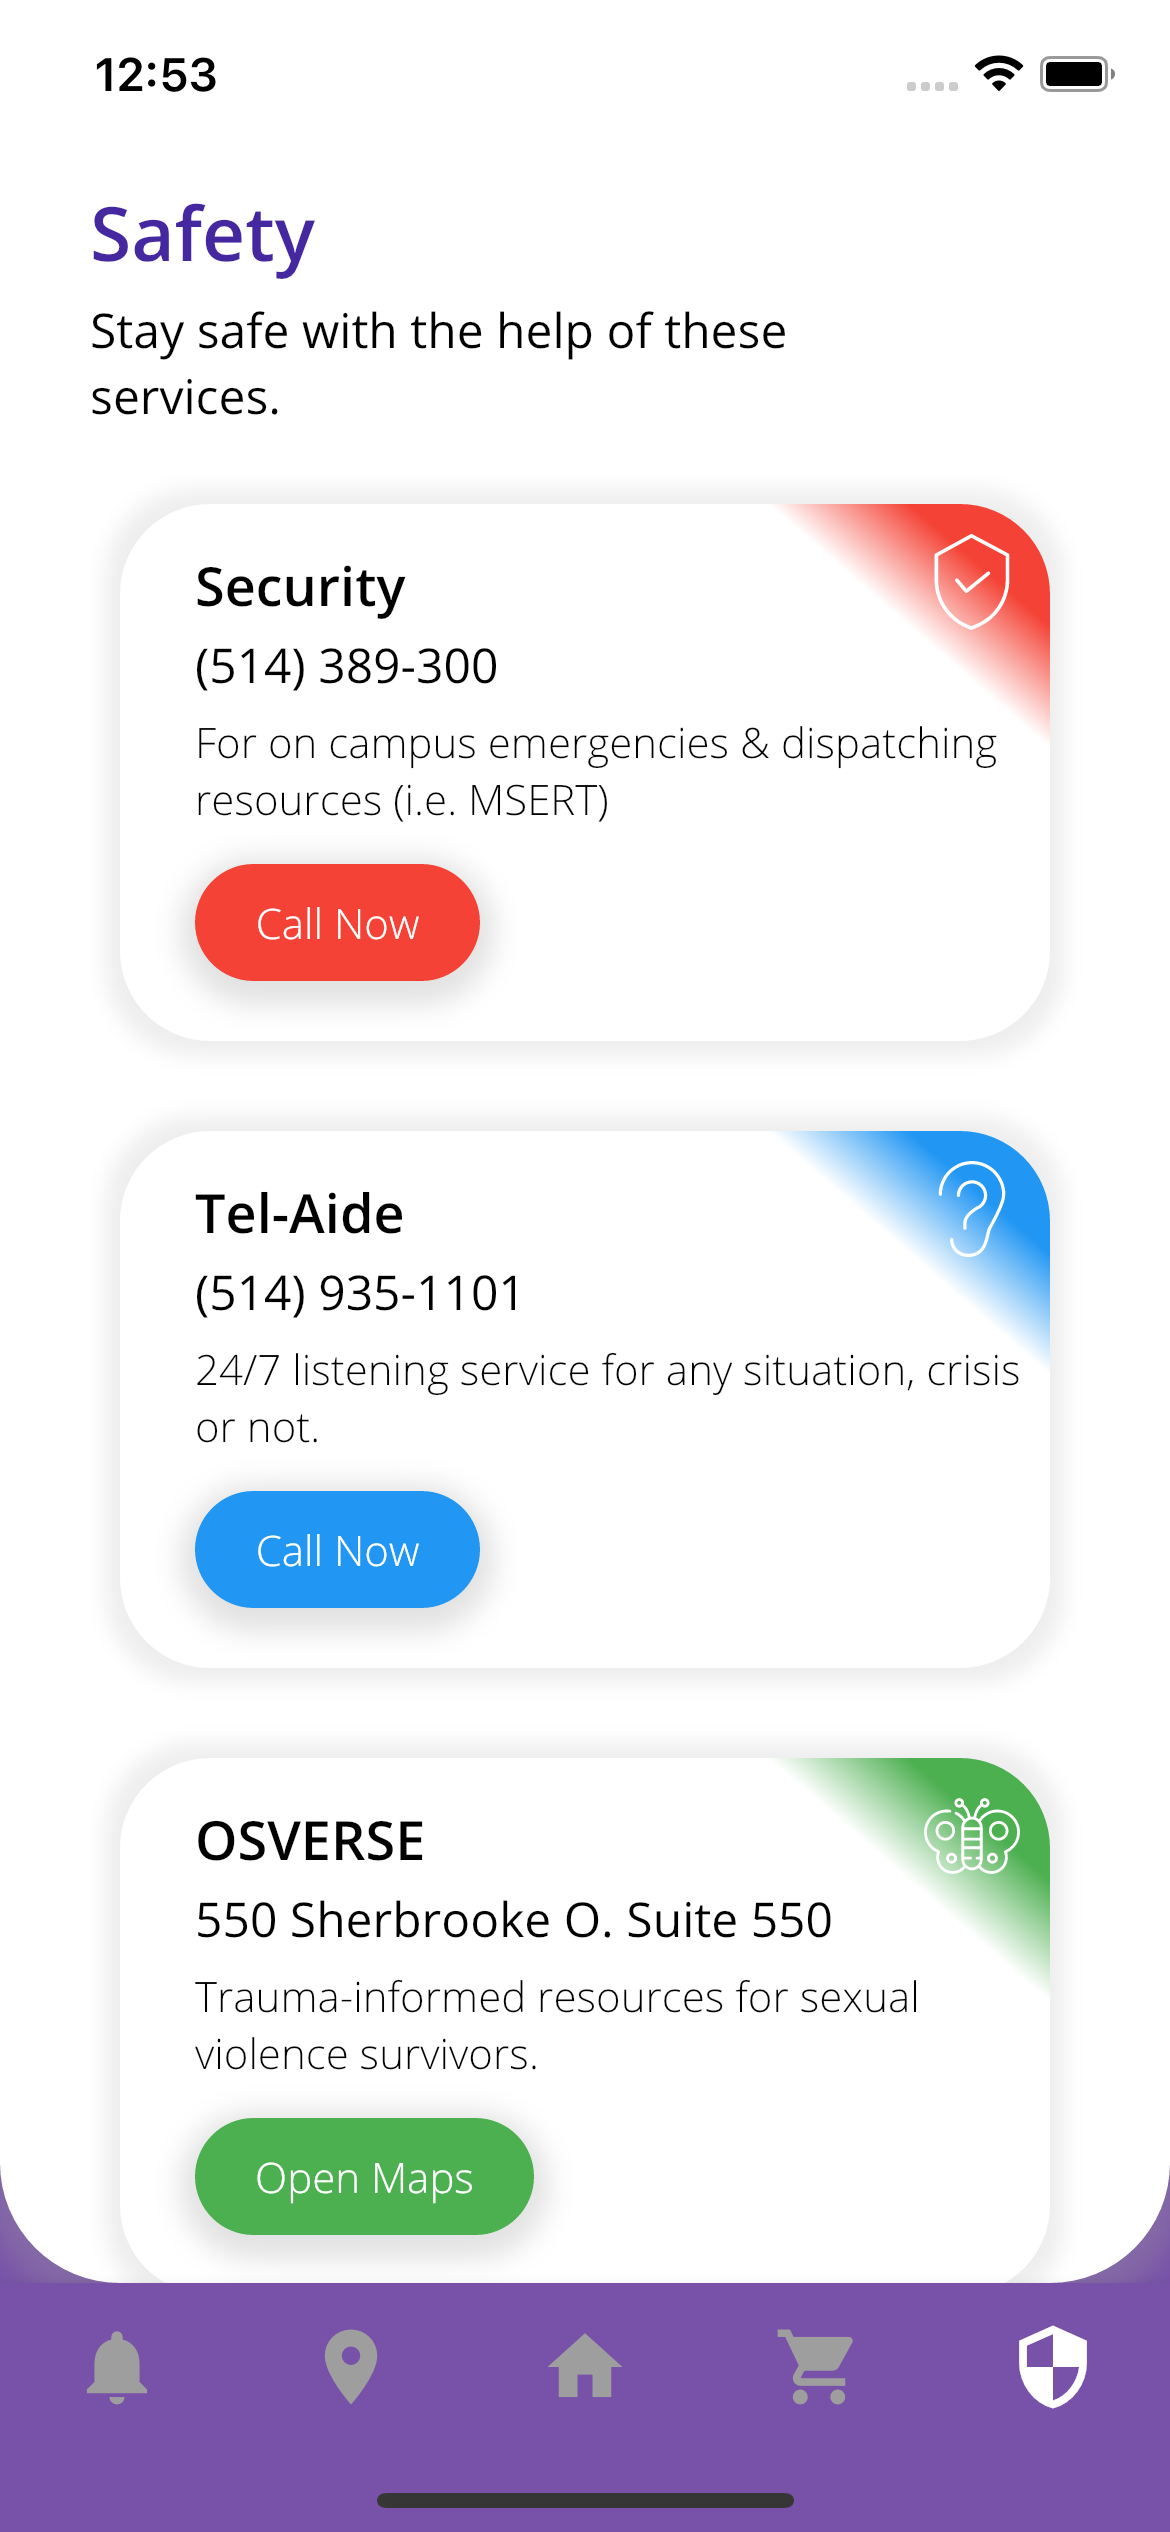 12:53
Safety
Stay safe with the help of these
services.
Security
(514) 389-300
For on campus emergencies & dispatching
resources (i.e. MSERT)
Call Now
Tel-Aide
(514) 935-1101
24/7 listening service for any situation, crisis
or not.
Call Now
OSVERSE
550 Sherbrooke O. Suite 550
Trauma-informed resources for sexual
violence survivors.
Open Maps